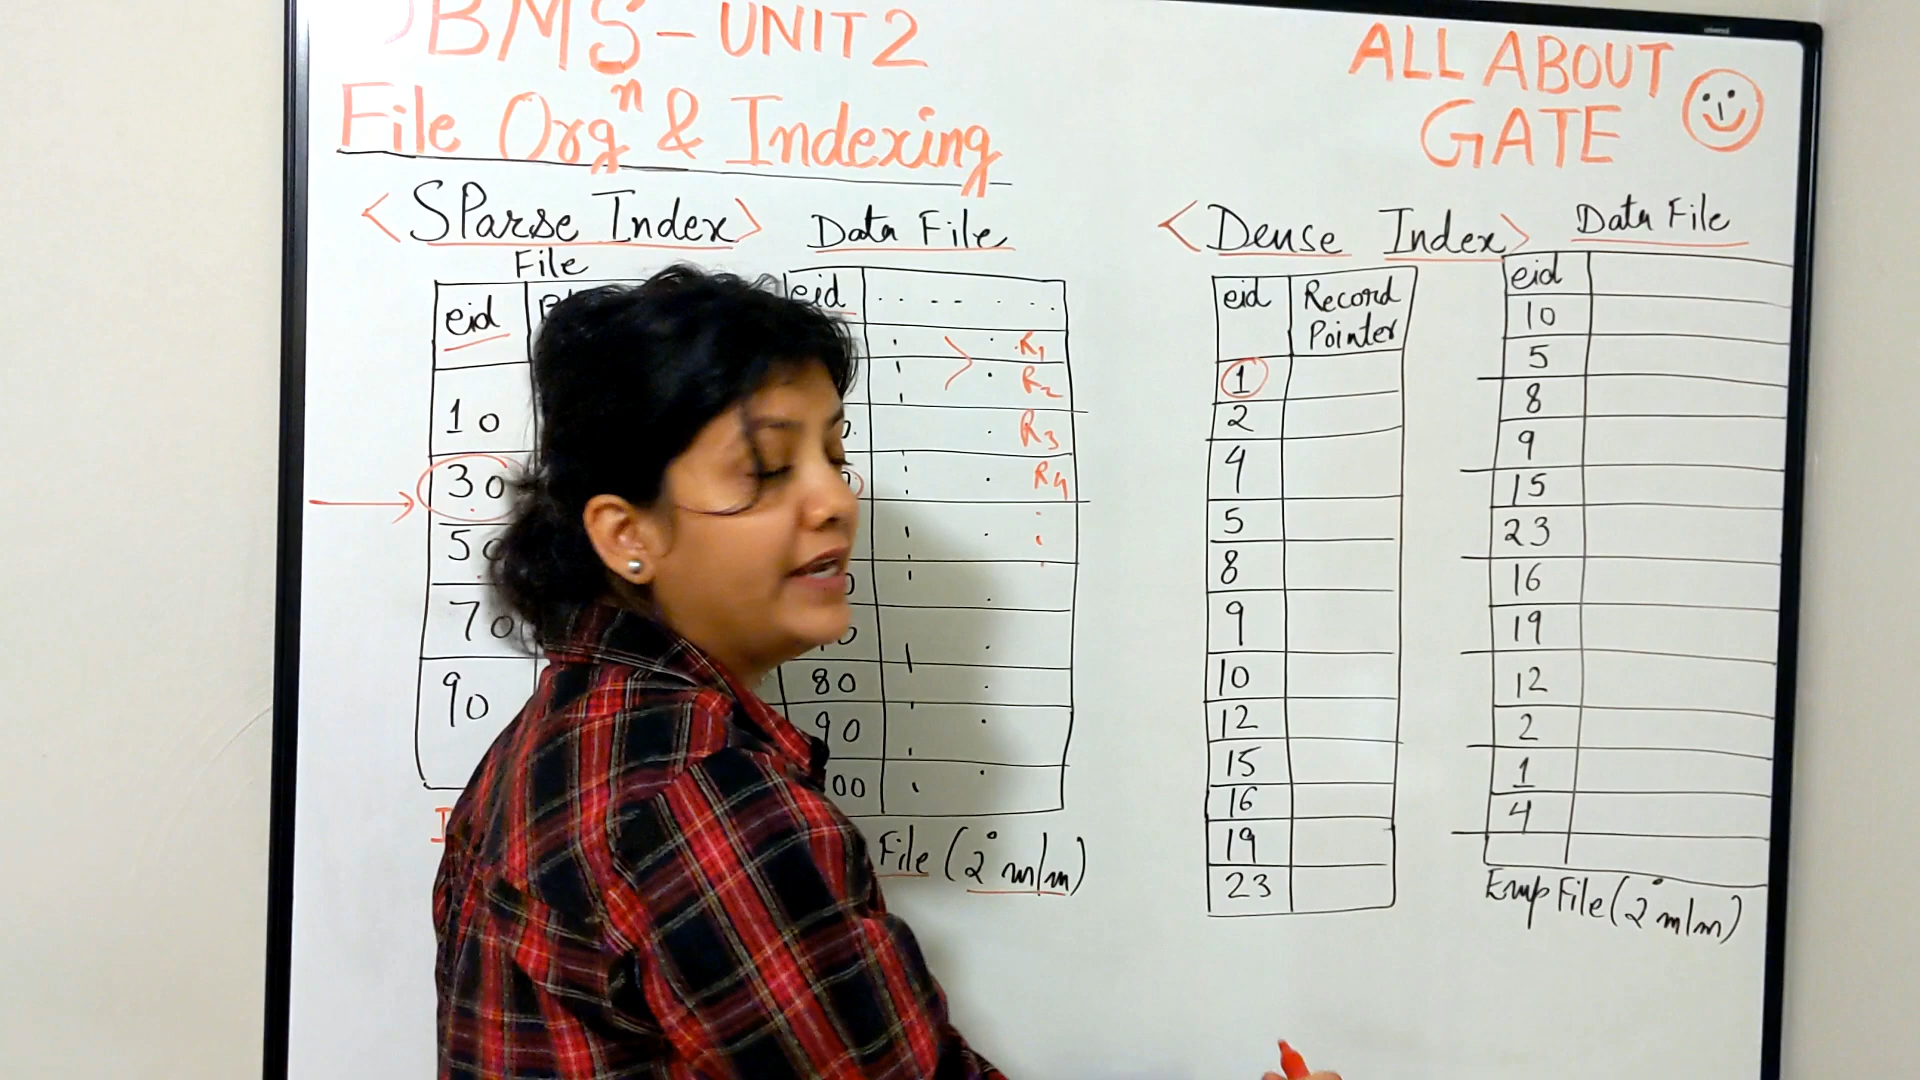 DBMS - UNIT 2
File Orgⁿ & Indexing
ALL ABOUT
GATE
<SParse Index>
File
eid
10
30
50
70
90
Data File
eid
R1
R2
R3
R4
80
90
00
File (2° m/m)
<Dense Index>
eid Record Pointer
1
2
4
5
8
9
10
12
15
16
19
23
Data File
eid
10
5
8
9
15
23
16
19
12
2
1
4
Emp File (2° m/m)